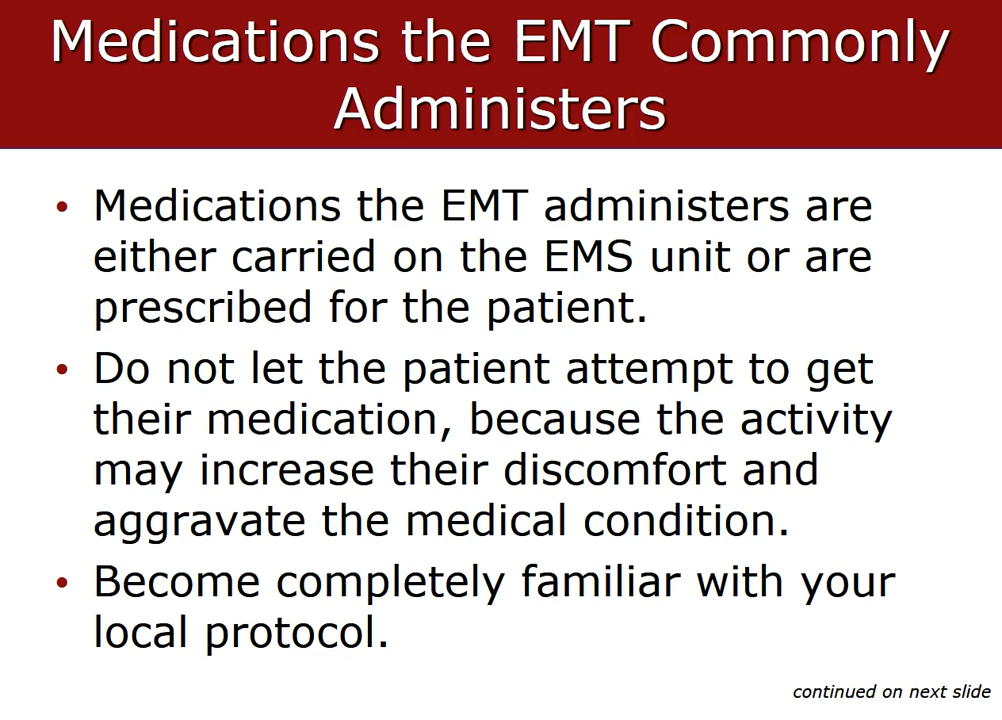 Medications the EMT Commonly
Administers
• Medications the EMT administers are
either carried on the EMS unit or are
prescribed for the patient.
• Do not let the patient attempt to get
their medication, because the activity
may increase their discomfort and
aggravate the medical condition.
• Become completely familiar with your
local protocol.
continued on next slide